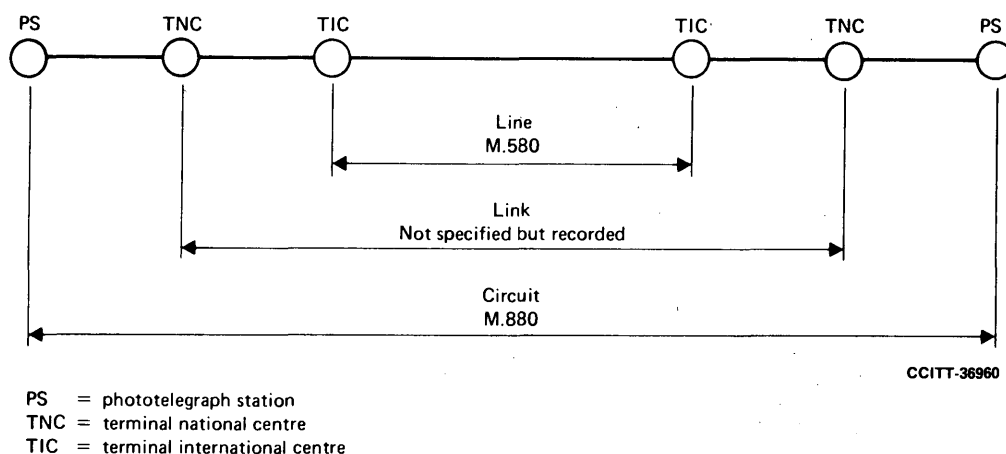 PS TNC TIC TIC TNC PS
Line
M.580
Link
Not specified but recorded
Circuit
M.880
CCITT-36960
PS = phototelegraph station
TNC = terminal national centre
TIC = terminal international centre